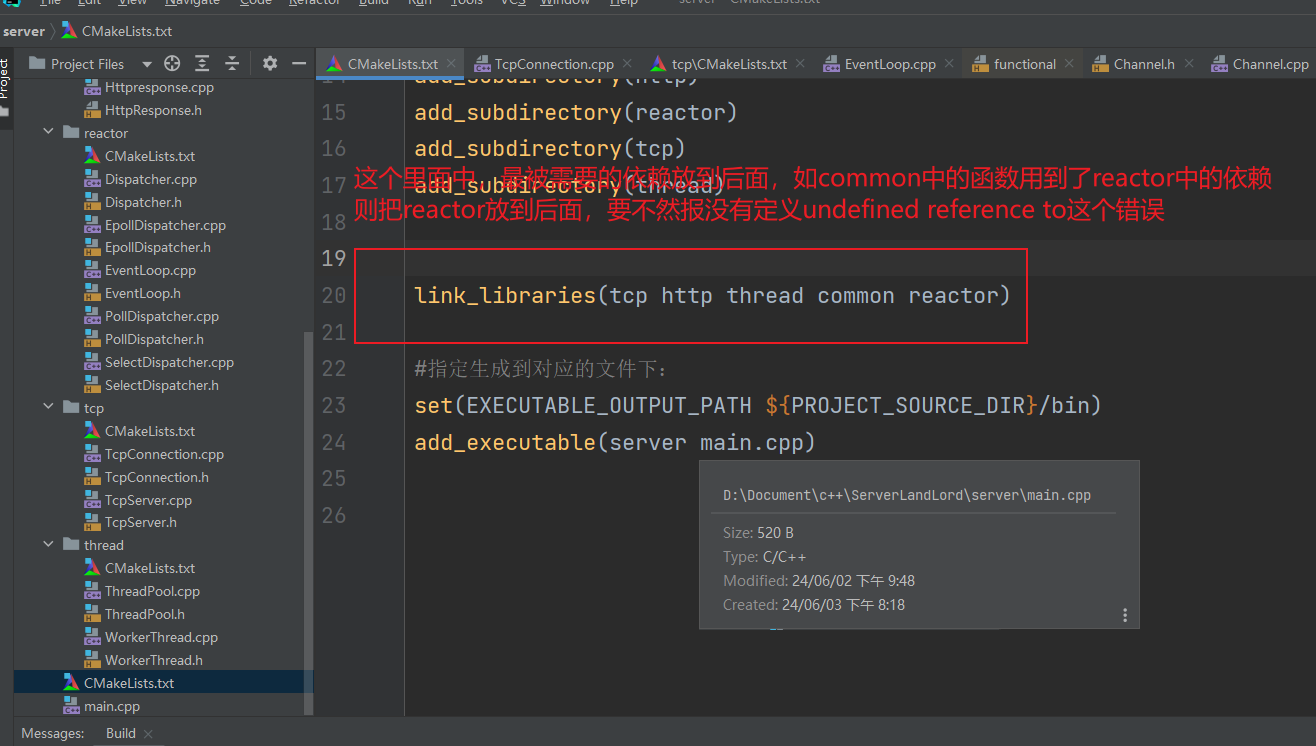 File Edit View Navigate Code Refactor Build Run Tools VCS Window Help server - CMakeLists.txt
server CMakeLists.txt
Project
Project Files
CMakeLists.txt TcpConnection.cpp tcp\CMakeLists.txt EventLoop.cpp functional Channel.h Channel.cpp
Httpresponse.cpp
HttpResponse.h
reactor
CMakeLists.txt
Dispatcher.cpp
Dispatcher.h
EpollDispatcher.cpp
EpollDispatcher.h
EventLoop.cpp
EventLoop.h
PollDispatcher.cpp
PollDispatcher.h
SelectDispatcher.cpp
SelectDispatcher.h
tcp
CMakeLists.txt
TcpConnection.cpp
TcpConnection.h
TcpServer.cpp
TcpServer.h
thread
CMakeLists.txt
ThreadPool.cpp
ThreadPool.h
WorkerThread.cpp
WorkerThread.h
CMakeLists.txt
main.cpp
14 add_subdirectory(http)
15 add_subdirectory(reactor)
16 add_subdirectory(tcp)
17 add_subdirectory(thread)
这个里面中，是被需要的依赖放到后面，如common中的函数用到了reactor中的依赖
则把reactor放到后面，要不然报没有定义undefined reference to这个错误
18
19
20 link_libraries(tcp http thread common reactor)
21
22 #指定生成到对应的文件下：
23 set(EXECUTABLE_OUTPUT_PATH ${PROJECT_SOURCE_DIR}/bin)
24 add_executable(server main.cpp)
25
26
D:\Document\c++\ServerLandLord\server\main.cpp
Size: 520 B
Type: C/C++
Modified: 24/06/02 下午 9:48
Created: 24/06/03 下午 8:18
Messages: Build